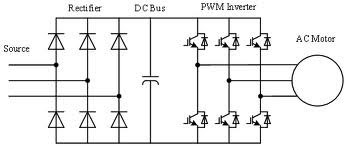 Rectifier
DC Bus
PWM Inverter
Source
AC Motor